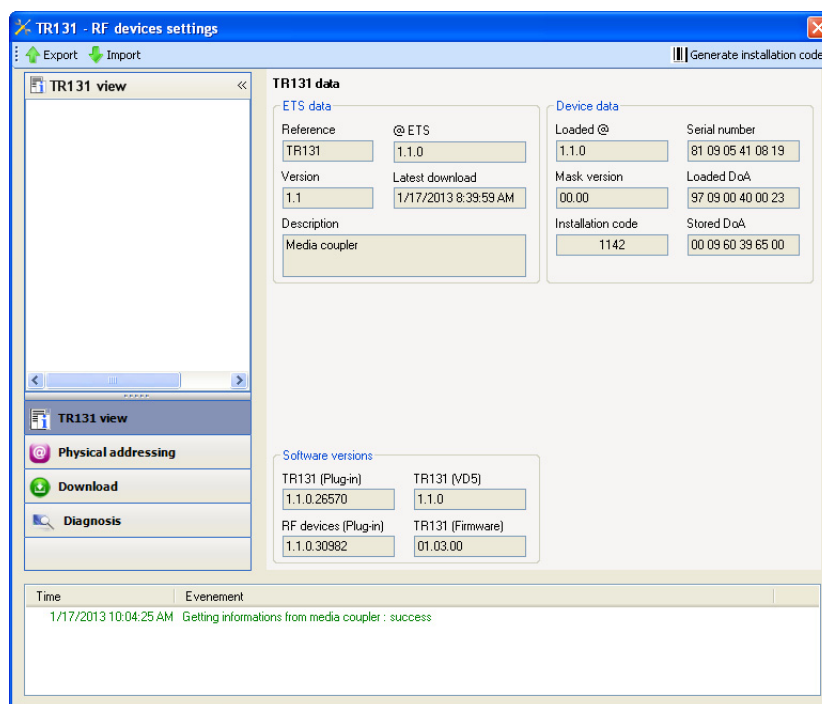 TR131 - RF devices settings
Export Import Generate installation code
TR131 view «
TR131 view
Physical addressing
Download
Diagnosis
TR131 data
ETS data
Reference @ ETS
TR131 1.1.0
Version Latest download
1.1 1/17/2013 8:39:59 AM
Description
Media coupler
Device data
Loaded @ Serial number
1.1.0 81 09 05 41 08 19
Mask version Loaded DoA
00.00 97 09 00 40 00 23
Installation code Stored DoA
1142 00 09 60 39 65 00
Software versions
TR131 (Plug-in) TR131 (VD5)
1.1.0.26570 1.1.0
RF devices (Plug-in) TR131 (Firmware)
1.1.0.30982 01.03.00
Time Evenement
1/17/2013 10:04:25 AM Getting informations from media coupler : success